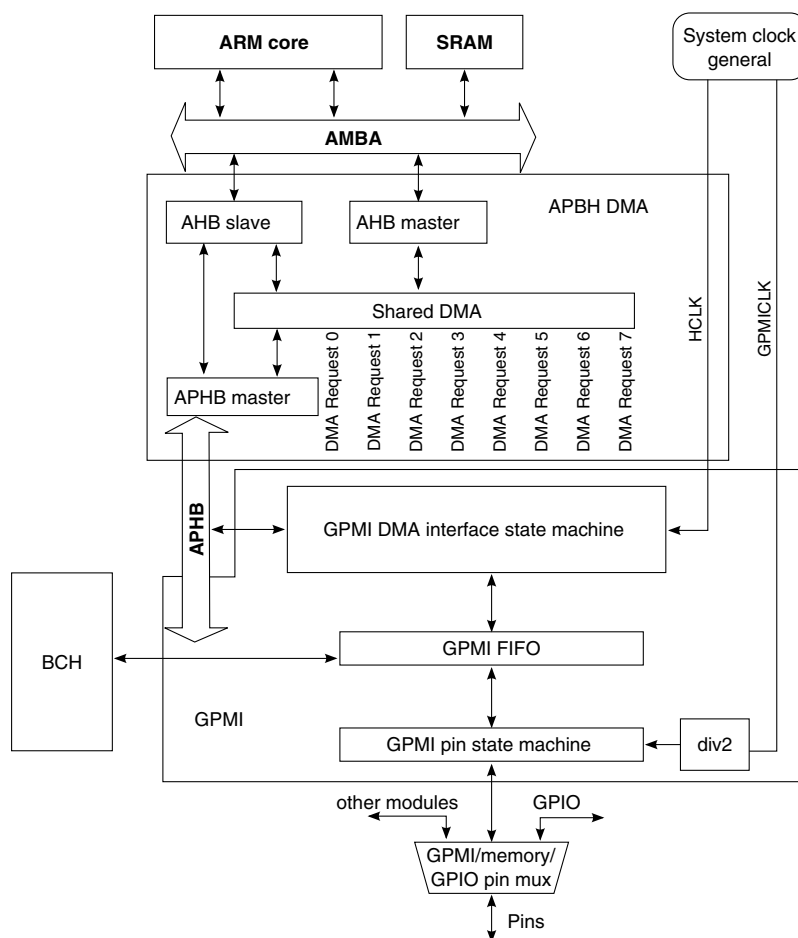 ARM core
SRAM
System clock
general
AMBA
APBH DMA
AHB slave
AHB master
HCLK
GPMICLK
Shared DMA
DMA Request 0
DMA Request 1
DMA Request 2
DMA Request 3
DMA Request 4
DMA Request 5
DMA Request 6
DMA Request 7
APHB master
APHB
GPMI DMA interface state machine
BCH
GPMI FIFO
GPMI
GPMI pin state machine
div2
other modules
GPIO
GPMI/memory/
GPIO pin mux
Pins